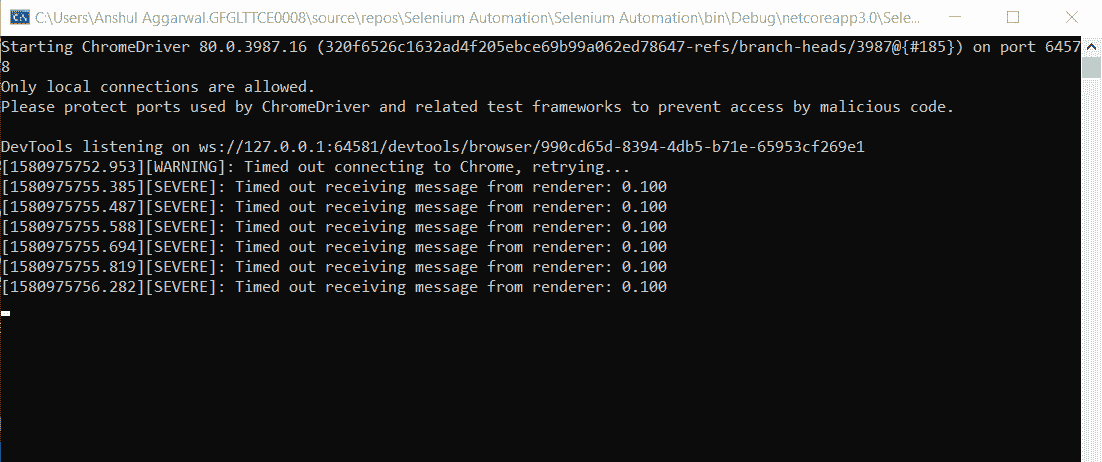 C:\Users\Anshul Aggarwal.GFGLTTCE0008\source\repos\Selenium Automation\Selenium Automation\bin\Debug\netcoreapp3.0\Sele...
Starting ChromeDriver 80.0.3987.16 (320f6526c1632ad4f205ebce69b99a062ed78647-refs/branch-heads/3987@{#185}) on port 6457
8
Only local connections are allowed.
Please protect ports used by ChromeDriver and related test frameworks to prevent access by malicious code.
DevTools listening on ws://127.0.0.1:64581/devtools/browser/990cd65d-8394-4db5-b71e-65953cf269e1
[1580975752.953][WARNING]: Timed out connecting to Chrome, retrying...
[1580975755.385][SEVERE]: Timed out receiving message from renderer: 0.100
[1580975755.487][SEVERE]: Timed out receiving message from renderer: 0.100
[1580975755.588][SEVERE]: Timed out receiving message from renderer: 0.100
[1580975755.694][SEVERE]: Timed out receiving message from renderer: 0.100
[1580975755.819][SEVERE]: Timed out receiving message from renderer: 0.100
[1580975756.282][SEVERE]: Timed out receiving message from renderer: 0.100